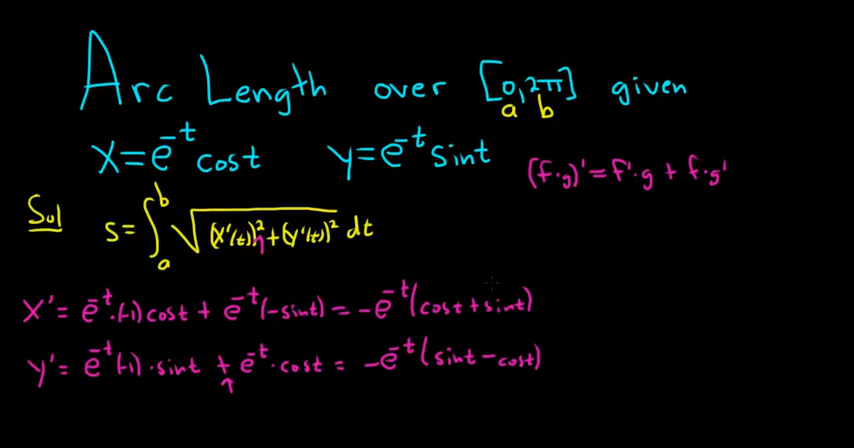 Arc Length over [0, 2π] given
a b
x = e^-t cost y = e^-t sint
(f·g)' = f'·g + f·g'
Sol S = ∫_a^b √((x'(t))^2 + (y'(t))^2) dt
x' = e^-t·(-1) cost + e^-t(-sint) = -e^-t(cost + sint)
y' = e^-t(-1)·sint + e^-t·cost = -e^-t(sint - cost)
↑